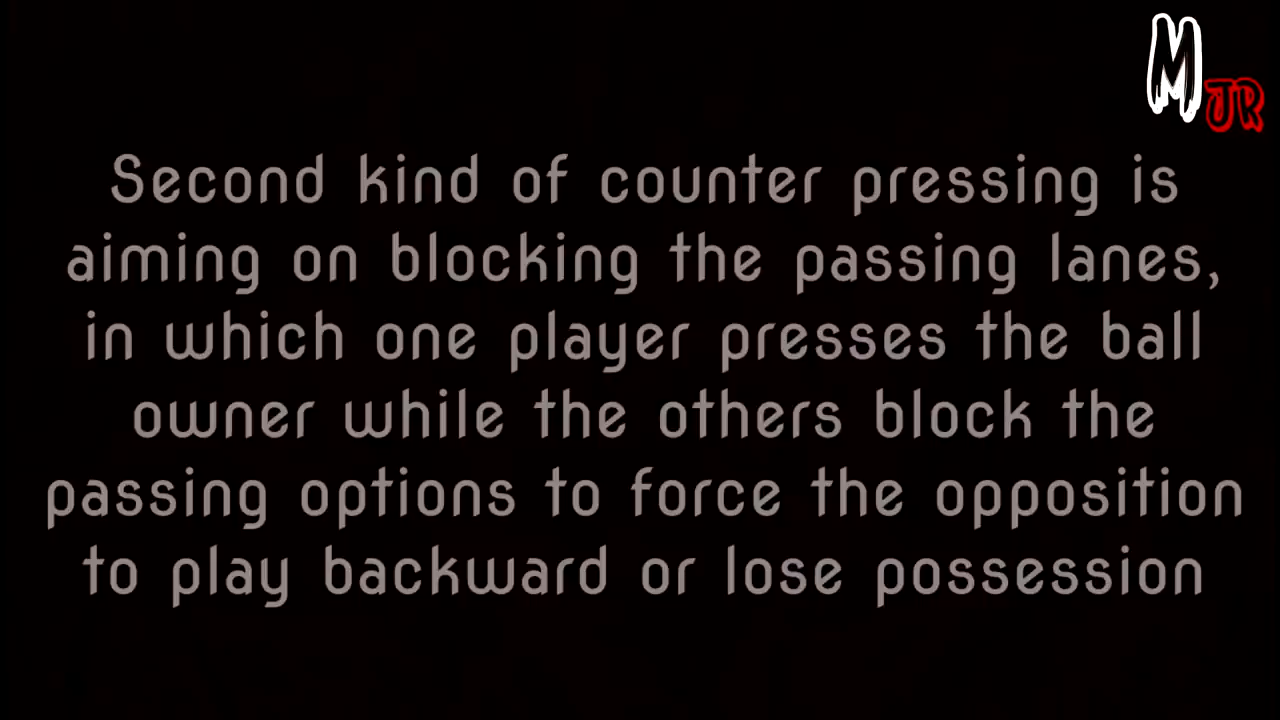 M
JR
Second kind of counter pressing is
aiming on blocking the passing lanes,
in which one player presses the ball
owner while the others block the
passing options to force the opposition
to play backward or lose possession